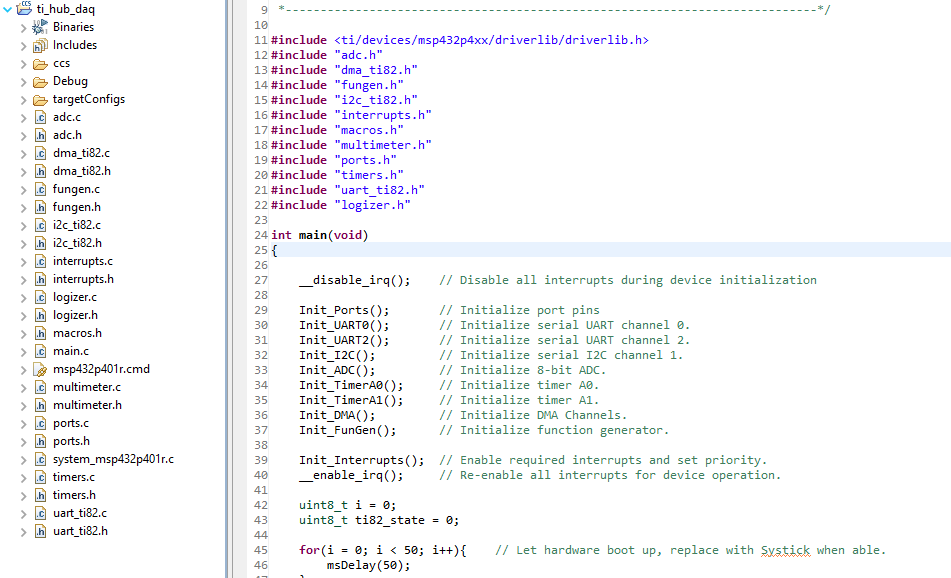 ti_hub_daq
Binaries
Includes
ccs
Debug
targetConfigs
adc.c
adc.h
dma_ti82.c
dma_ti82.h
fungen.c
fungen.h
i2c_ti82.c
i2c_ti82.h
interrupts.c
interrupts.h
logizer.c
logizer.h
macros.h
main.c
msp432p401r.cmd
multimeter.c
multimeter.h
ports.c
ports.h
system_msp432p401r.c
timers.c
timers.h
uart_ti82.c
uart_ti82.h
9 *----------------------------------------------------------------------------*/
10
11 #include <ti/devices/msp432p4xx/driverlib/driverlib.h>
12 #include "adc.h"
13 #include "dma_ti82.h"
14 #include "fungen.h"
15 #include "i2c_ti82.h"
16 #include "interrupts.h"
17 #include "macros.h"
18 #include "multimeter.h"
19 #include "ports.h"
20 #include "timers.h"
21 #include "uart_ti82.h"
22 #include "logizer.h"
23
24 int main(void)
25 {
26
27 __disable_irq(); // Disable all interrupts during device initialization
28
29 Init_Ports(); // Initialize port pins
30 Init_UART0(); // Initialize serial UART channel 0.
31 Init_UART2(); // Initialize serial UART channel 2.
32 Init_I2C(); // Initialize serial I2C channel 1.
33 Init_ADC(); // Initialize 8-bit ADC.
34 Init_TimerA0(); // Initialize timer A0.
35 Init_TimerA1(); // Initialize timer A1.
36 Init_DMA(); // Initialize DMA Channels.
37 Init_FunGen(); // Initialize function generator.
38
39 Init_Interrupts(); // Enable required interrupts and set priority.
40 __enable_irq(); // Re-enable all interrupts for device operation.
41
42 uint8_t i = 0;
43 uint8_t ti82_state = 0;
44
45 for(i = 0; i < 50; i++){ // Let hardware boot up, replace with Systick when able.
46 msDelay(50);